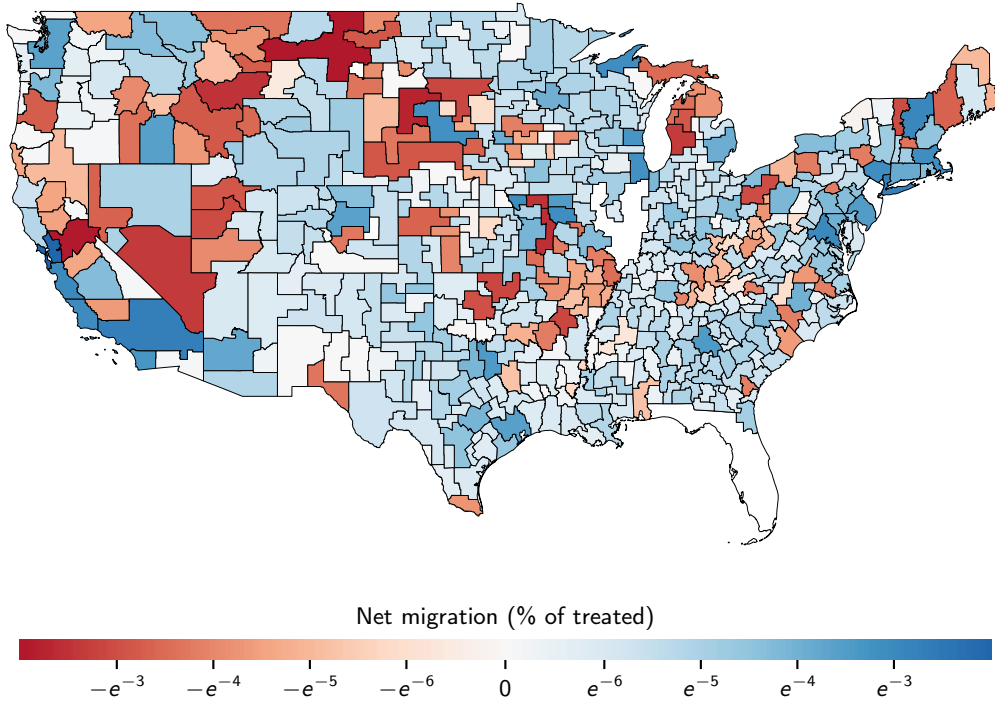 Net migration (% of treated)
−e⁻³ −e⁻⁴ −e⁻⁵ −e⁻⁶ 0 e⁻⁶ e⁻⁵ e⁻⁴ e⁻³